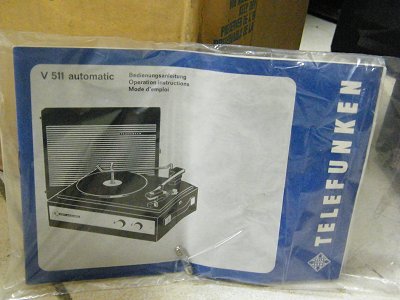 V 511 automatic
Bedienungsanleitung
Operation instructions
Mode d'emploi
TELEFUNKEN